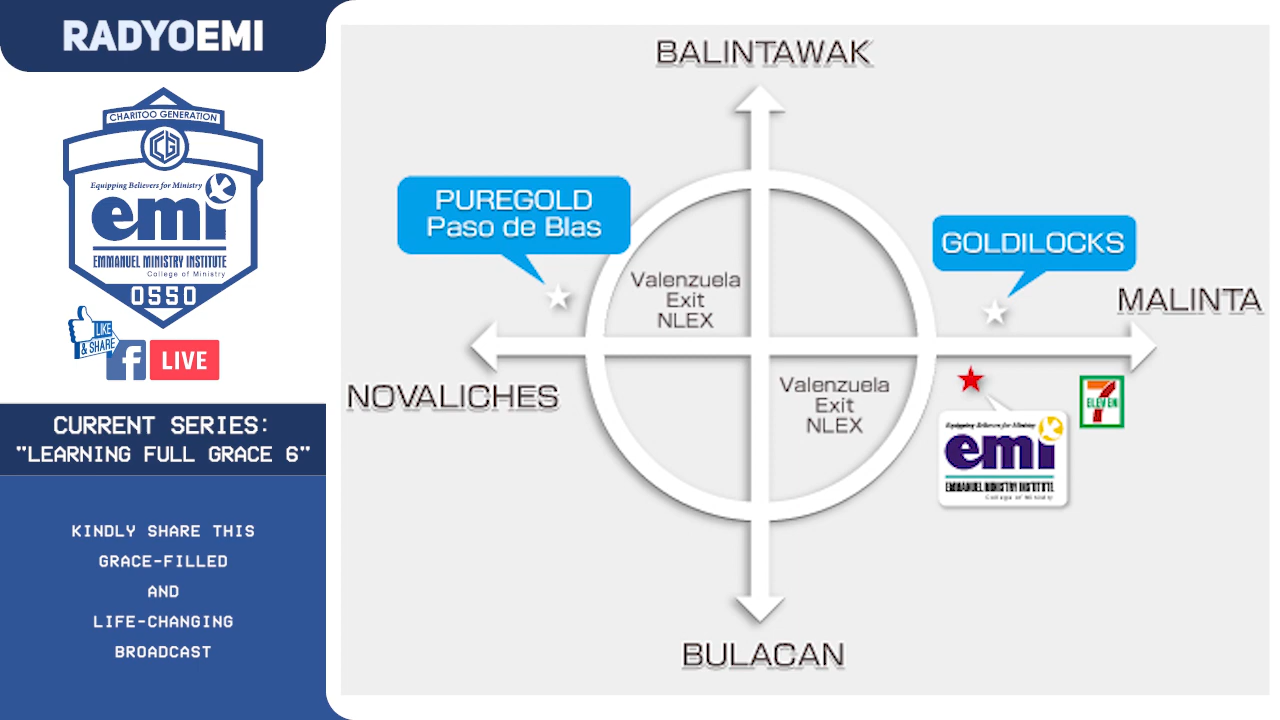 RADYOEMI
CHARITOO GENERATION
CG
Equipping Believers for Ministry
emi
EMMANUEL MINISTRY INSTITUTE
College of Ministry
0550
LIKE
& SHARE
f LIVE
CURRENT SERIES:
"LEARNING FULL GRACE 6"
KINDLY SHARE THIS
GRACE-FILLED
AND
LIFE-CHANGING
BROADCAST
BALINTAWAK
PUREGOLD
Paso de Blas
GOLDILOCKS
Valenzuela
Exit
NLEX
MALINTA
NOVALICHES
Valenzuela
Exit
NLEX
7
ELEVEN
Equipping Believers for Ministry
emi
EMMANUEL MINISTRY INSTITUTE
College of Ministry
BULACAN